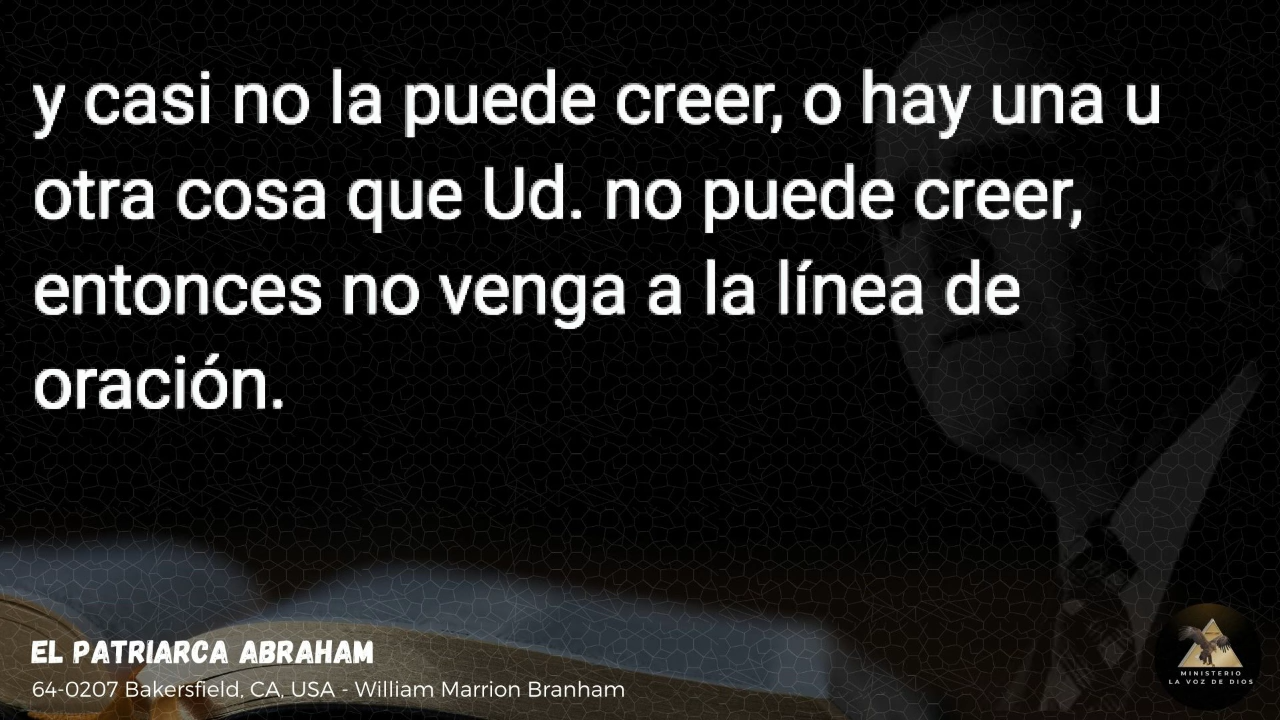 y casi no la puede creer, o hay una u
otra cosa que Ud. no puede creer,
entonces no venga a la línea de
oración.
EL PATRIARCA ABRAHAM
64-0207 Bakersfield, CA, USA - William Marrion Branham
MINISTERIO
LA VOZ DE DIOS